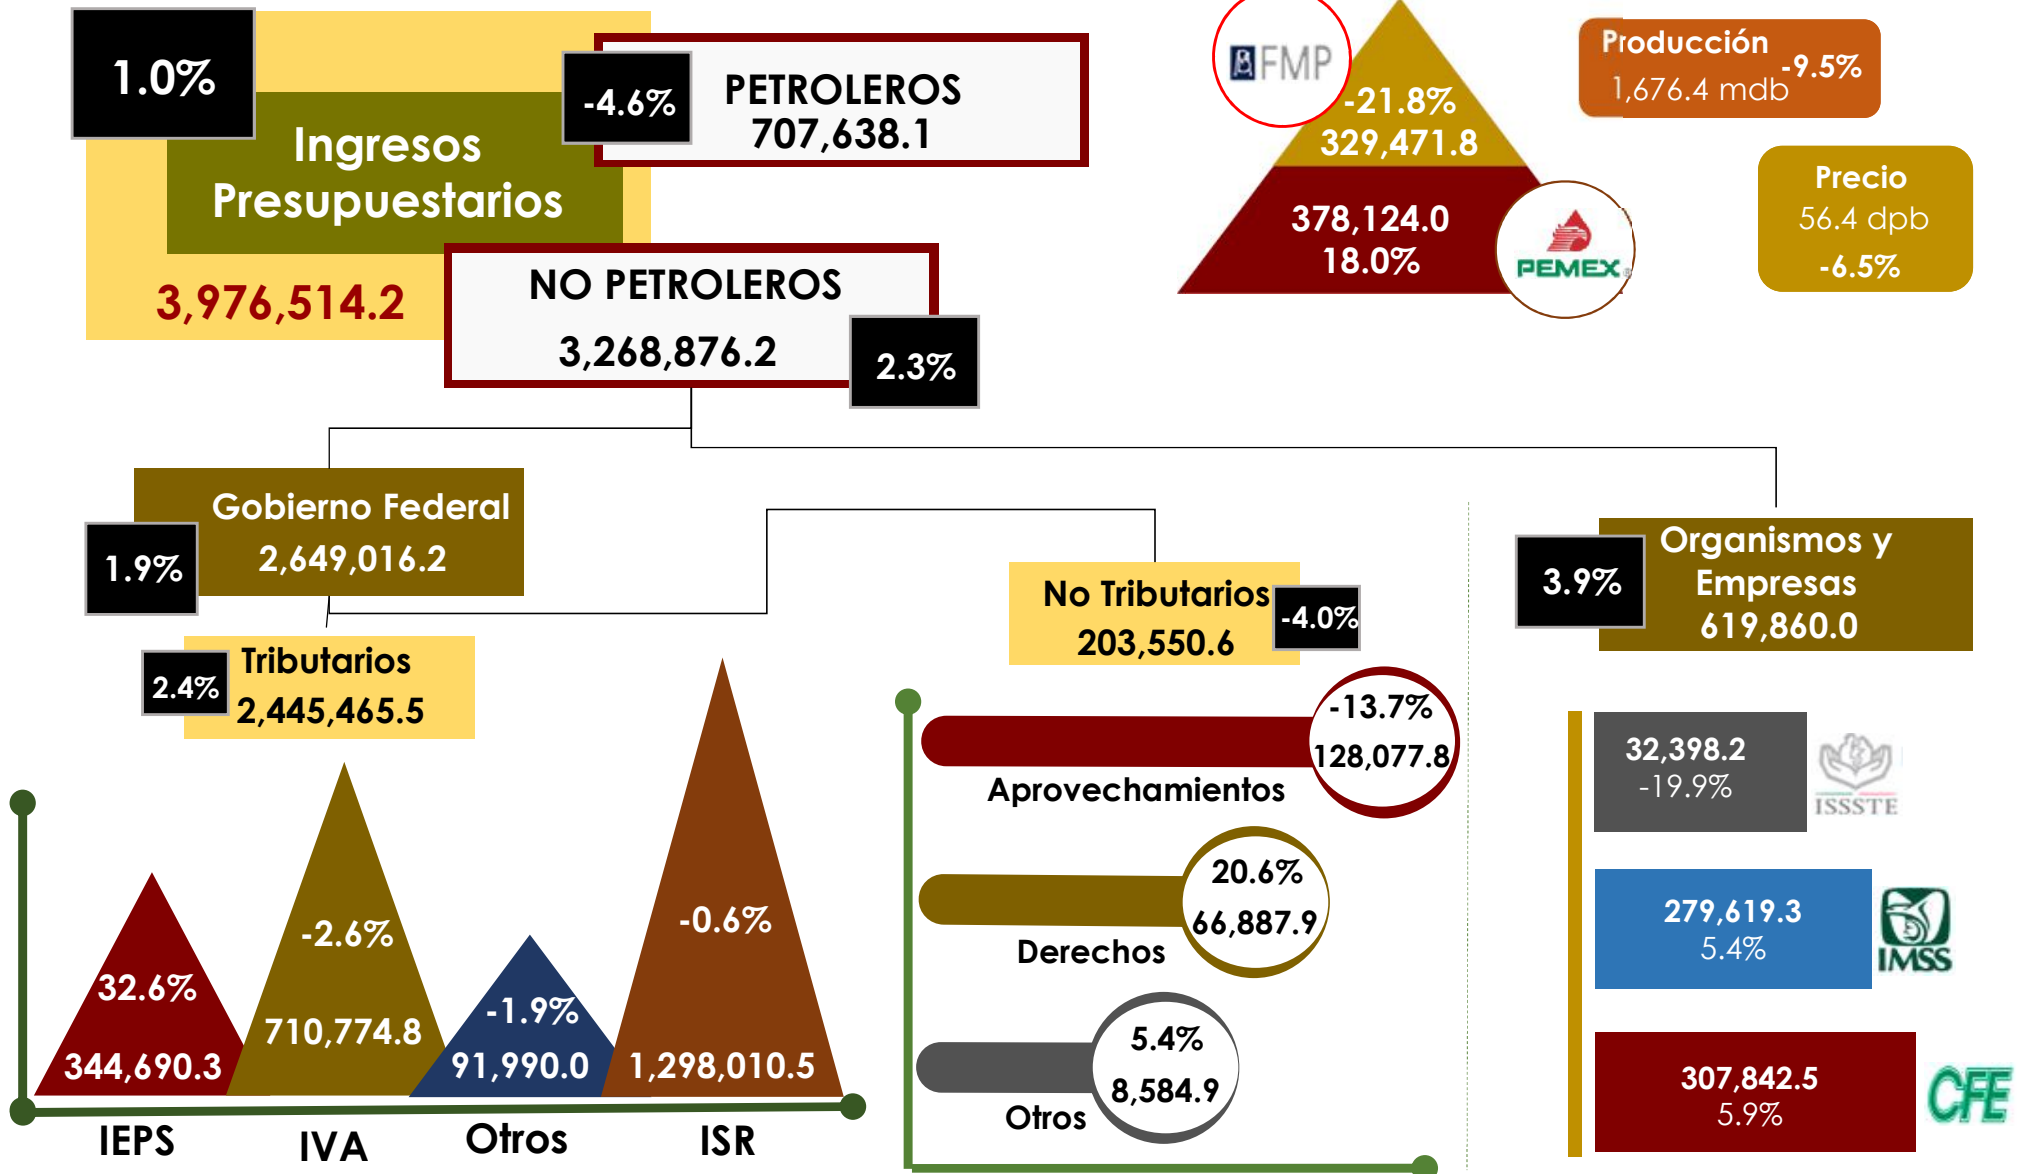 1.0%
Ingresos
Presupuestarios
3,976,514.2
-4.6%
PETROLEROS
707,638.1
NO PETROLEROS
3,268,876.2
2.3%
FMP
-21.8%
329,471.8
378,124.0
18.0%
PEMEX®
Producción
-9.5%
1,676.4 mdb
Precio
56.4 dpb
-6.5%
Gobierno Federal
2,649,016.2
1.9%
Tributarios
2,445,465.5
2.4%
No Tributarios
203,550.6
-4.0%
Organismos y
Empresas
619,860.0
3.9%
32.6%
344,690.3
IEPS
-2.6%
710,774.8
IVA
-1.9%
91,990.0
Otros
-0.6%
1,298,010.5
ISR
-13.7%
128,077.8
Aprovechamientos
20.6%
66,887.9
Derechos
5.4%
8,584.9
Otros
32,398.2
-19.9%
ISSSTE
279,619.3
5.4%
IMSS
307,842.5
5.9%
CFE